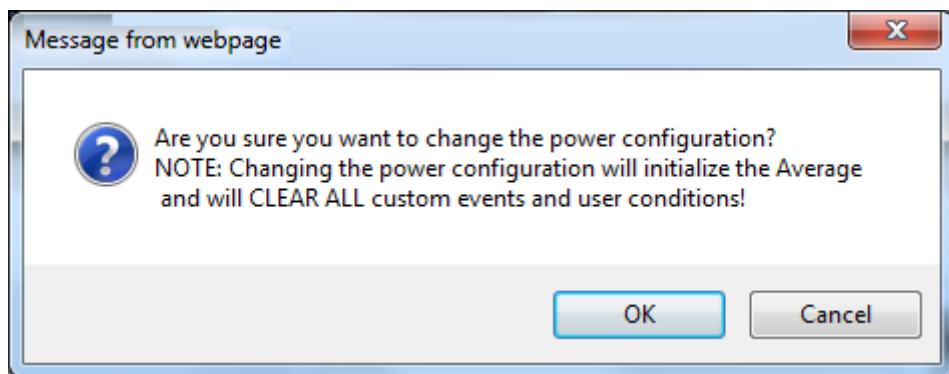 Message from webpage
Are you sure you want to change the power configuration?
NOTE: Changing the power configuration will initialize the Average
and will CLEAR ALL custom events and user conditions!
OK
Cancel